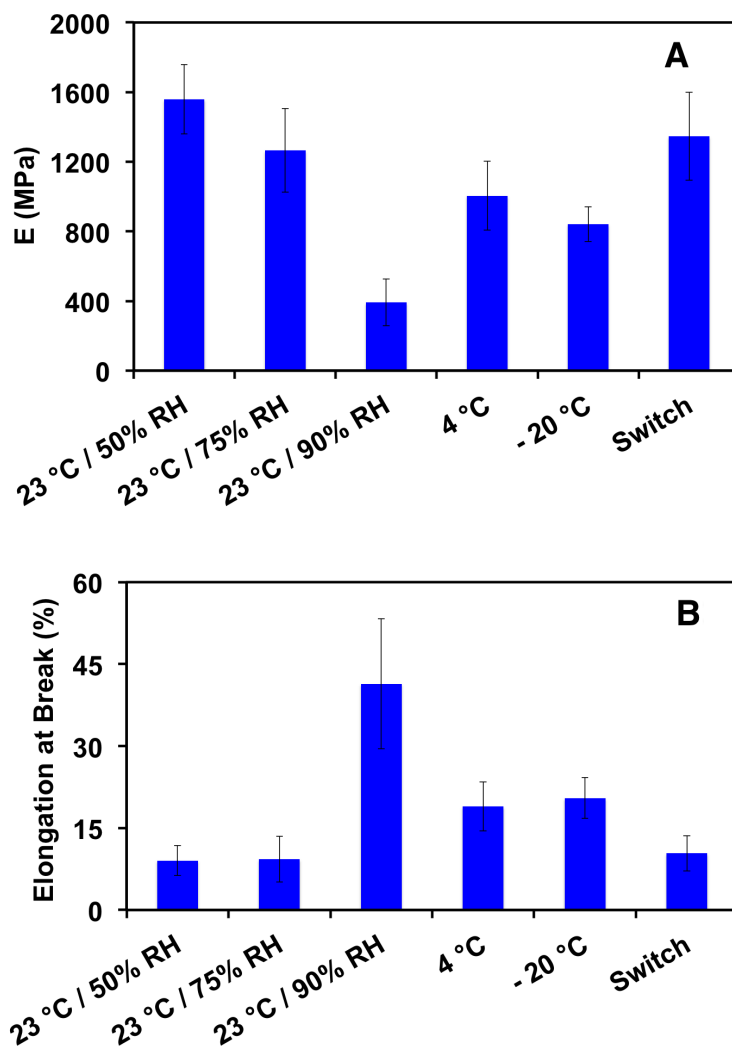 2000
A
1600
1200
800
400
0
E (MPa)
23 °C / 50% RH
23 °C / 75% RH
23 °C / 90% RH
4 °C
- 20 °C
Switch
60
B
45
30
15
0
Elongation at Break (%)
23 °C / 50% RH
23 °C / 75% RH
23 °C / 90% RH
4 °C
- 20 °C
Switch